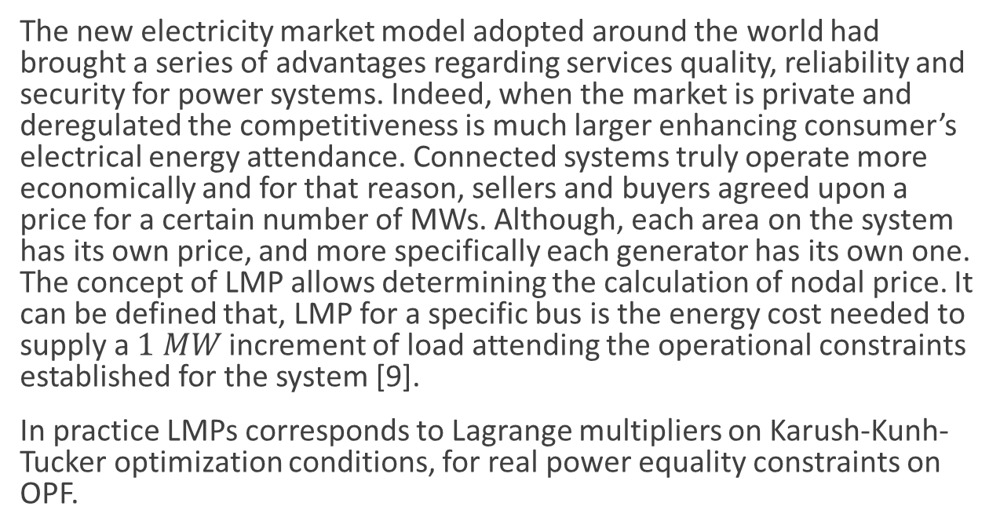 The new electricity market model adopted around the world had
brought a series of advantages regarding services quality, reliability and
security for power systems. Indeed, when the market is private and
deregulated the competitiveness is much larger enhancing consumer’s
electrical energy attendance. Connected systems truly operate more
economically and for that reason, sellers and buyers agreed upon a
price for a certain number of MWs. Although, each area on the system
has its own price, and more specifically each generator has its own one.
The concept of LMP allows determining the calculation of nodal price. It
can be defined that, LMP for a specific bus is the energy cost needed to
supply a 1 MW increment of load attending the operational constraints
established for the system [9].
In practice LMPs corresponds to Lagrange multipliers on Karush-Kunh-
Tucker optimization conditions, for real power equality constraints on
OPF.